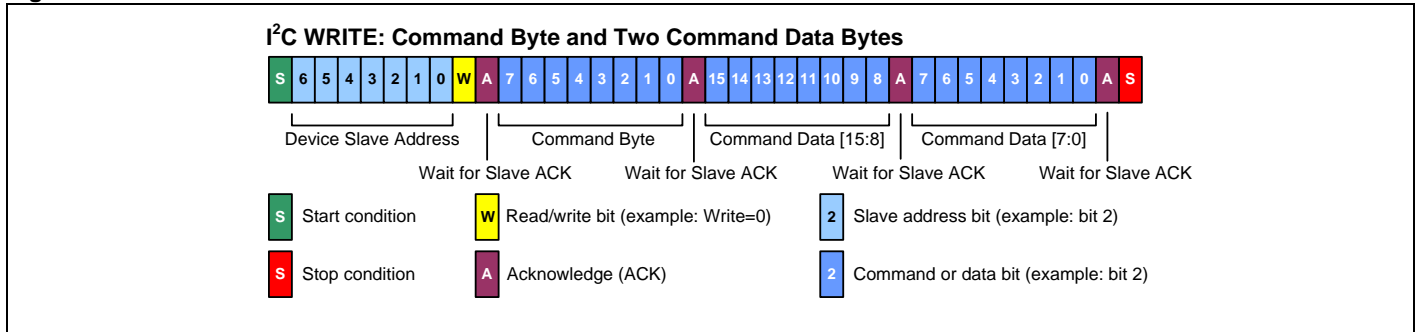 I²C WRITE: Command Byte and Two Command Data Bytes
S 6 5 4 3 2 1 0 W A 7 6 5 4 3 2 1 0 A 15 14 13 12 11 10 9 8 A 7 6 5 4 3 2 1 0 A S
Device Slave Address Command Byte Command Data [15:8] Command Data [7:0]
Wait for Slave ACK Wait for Slave ACK Wait for Slave ACK Wait for Slave ACK
S Start condition W Read/write bit (example: Write=0) 2 Slave address bit (example: bit 2)
S Stop condition A Acknowledge (ACK) 2 Command or data bit (example: bit 2)